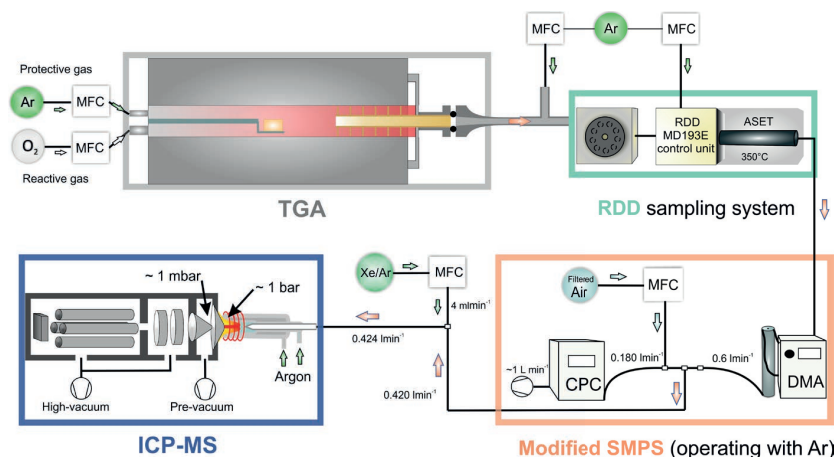 Protective gas
Ar
MFC
O₂
MFC
Reactive gas
TGA
MFC
Ar
MFC
RDD
MD193E
control unit
ASET
350°C
RDD sampling system
~ 1 mbar
~ 1 bar
Argon
High-vacuum
Pre-vacuum
ICP-MS
Xe/Ar
MFC
4 mlmin⁻¹
0.424 lmin⁻¹
0.420 lmin⁻¹
Filtered
Air
MFC
~1 L min⁻¹
CPC
0.180 lmin⁻¹
0.6 lmin⁻¹
DMA
Modified SMPS (operating with Ar)